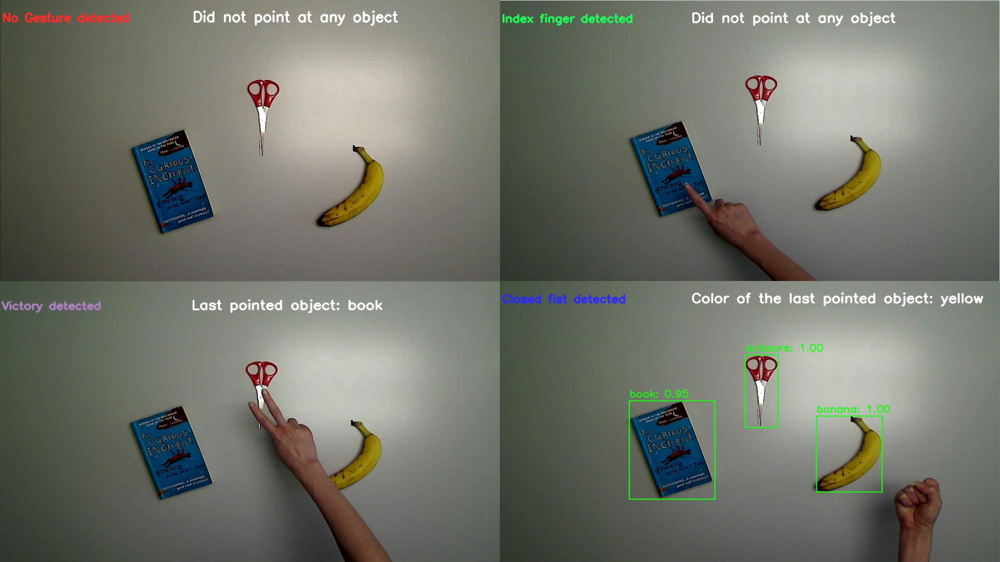 No Gesture detected
Did not point at any object
WINNER OF THE WHITBREAD
BOOK OF THE YEAR
MARK HADDON
The
CURIOUS
INCIDENT
of THE DOG
in the NIGHT-TIME
OUTSTANDING...A stunningly
good read' INDEPENDENT
Index finger detected
Did not point at any object
WINNER OF THE WHITBREAD
BOOK OF THE YEAR
MARK HADDON
The
CURIOUS
INCIDENT
of THE DOG
in the NIGHT-TIME
Victory detected
Last pointed object: book
WINNER OF THE WHITBREAD
BOOK OF THE YEAR
MARK HADDON
The
CURIOUS
INCIDENT
of THE DOG
in the NIGHT-TIME
OUTSTANDING...A stunningly
good read' INDEPENDENT
Closed fist detected
Color of the last pointed object: yellow
scissors: 1.00
book: 0.95
banana: 1.00
WINNER OF THE WHITBREAD
BOOK OF THE YEAR
MARK HADDON
The
CURIOUS
INCIDENT
of THE DOG
in the NIGHT-TIME
OUTSTANDING...A stunningly
good read' INDEPENDENT